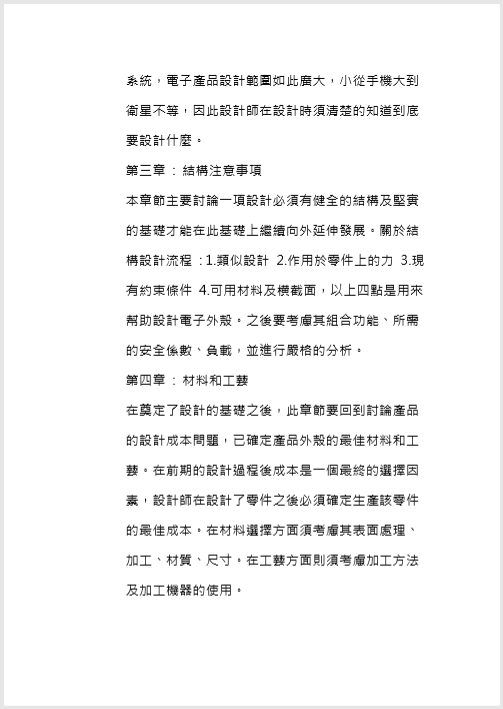 系統，電子產品設計範圍如此廣大，小從手機大到
衛星不等，因此設計師在設計時須清楚的知道到底
要設計什麼。
第三章 : 結構注意事項
本章節主要討論一項設計必須有健全的結構及堅實
的基礎才能在此基礎上繼續向外延伸發展。關於結
構設計流程 : 1.類似設計 2.作用於零件上的力 3.現
有約束條件 4.可用材料及橫截面，以上四點是用來
幫助設計電子外殼。之後要考慮其組合功能、所需
的安全係數、負載，並進行嚴格的分析。
第四章 : 材料和工藝
在奠定了設計的基礎之後，此章節要回到討論產品
的設計成本問題，已確定產品外殼的最佳材料和工
藝。在前期的設計過程後成本是一個最終的選擇因
素，設計師在設計了零件之後必須確定生產該零件
的最佳成本。在材料選擇方面須考慮其表面處理、
加工、材質、尺寸。在工藝方面則須考慮加工方法
及加工機器的使用。